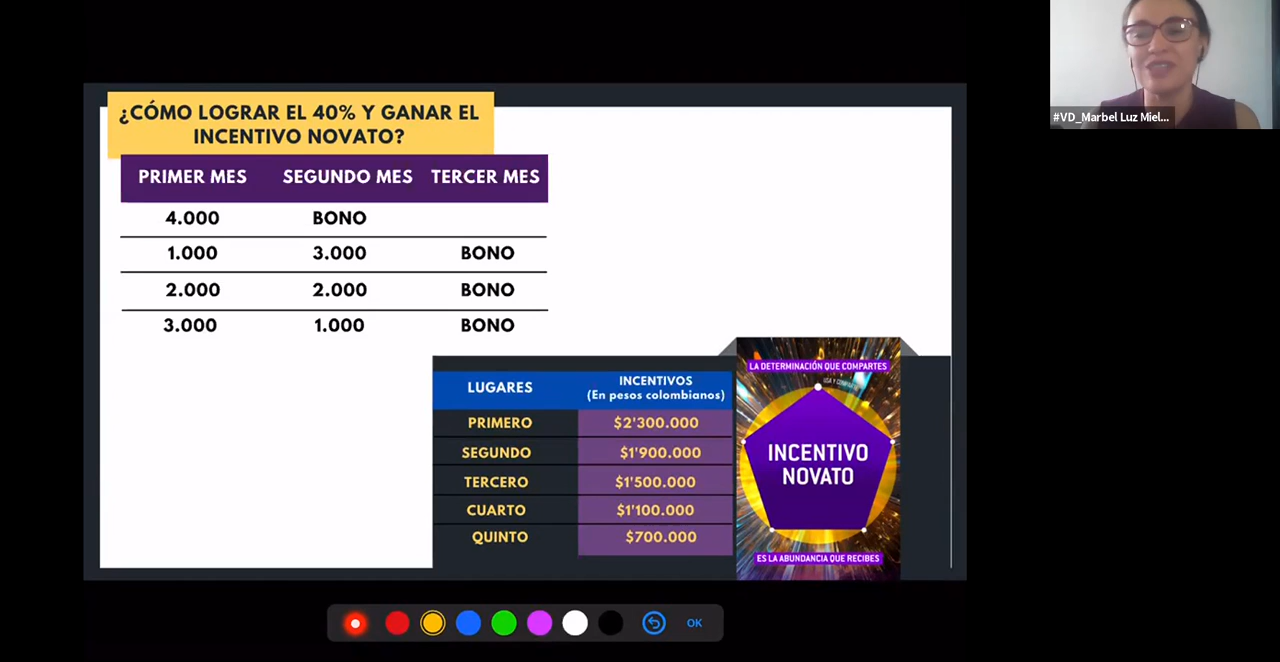 ¿CÓMO LOGRAR EL 40% Y GANAR EL
INCENTIVO NOVATO?
PRIMER MES SEGUNDO MES TERCER MES
4.000 BONO
1.000 3.000 BONO
2.000 2.000 BONO
3.000 1.000 BONO
LUGARES INCENTIVOS
(En pesos colombianos)
PRIMERO $2'300.000
SEGUNDO $1'900.000
TERCERO $1'500.000
CUARTO $1'100.000
QUINTO $700.000
LA DETERMINACIÓN QUE COMPARTES
INCENTIVO
NOVATO
ES LA ABUNDANCIA QUE RECIBES
#VD_Marbel Luz Miel...
OK